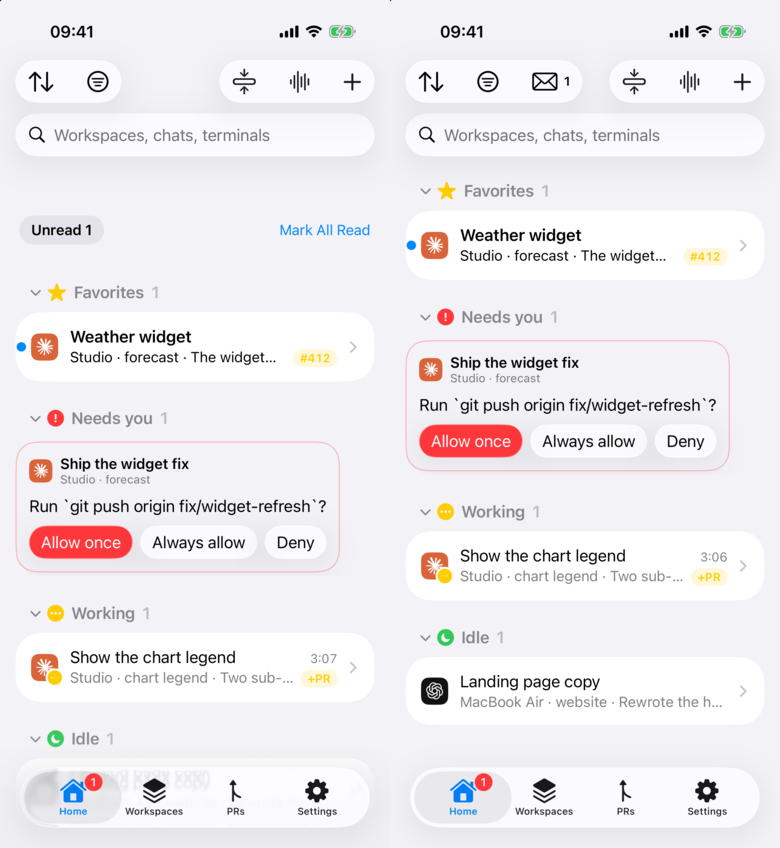 09:41
Workspaces, chats, terminals
Unread 1
Mark All Read
Favorites 1
Weather widget
Studio · forecast · The widget...
#412
Needs you 1
Ship the widget fix
Studio · forecast
Run `git push origin fix/widget-refresh`?
Allow once
Always allow
Deny
Working 1
Show the chart legend
3:07
Studio · chart legend · Two sub-...
+PR
Idle 1
1
Home
Workspaces
PRs
Settings
09:41
1
Workspaces, chats, terminals
Favorites 1
Weather widget
Studio · forecast · The widget...
#412
Needs you 1
Ship the widget fix
Studio · forecast
Run `git push origin fix/widget-refresh`?
Allow once
Always allow
Deny
Working 1
Show the chart legend
3:06
Studio · chart legend · Two sub-...
+PR
Idle 1
Landing page copy
MacBook Air · website · Rewrote the h...
1
Home
Workspaces
PRs
Settings